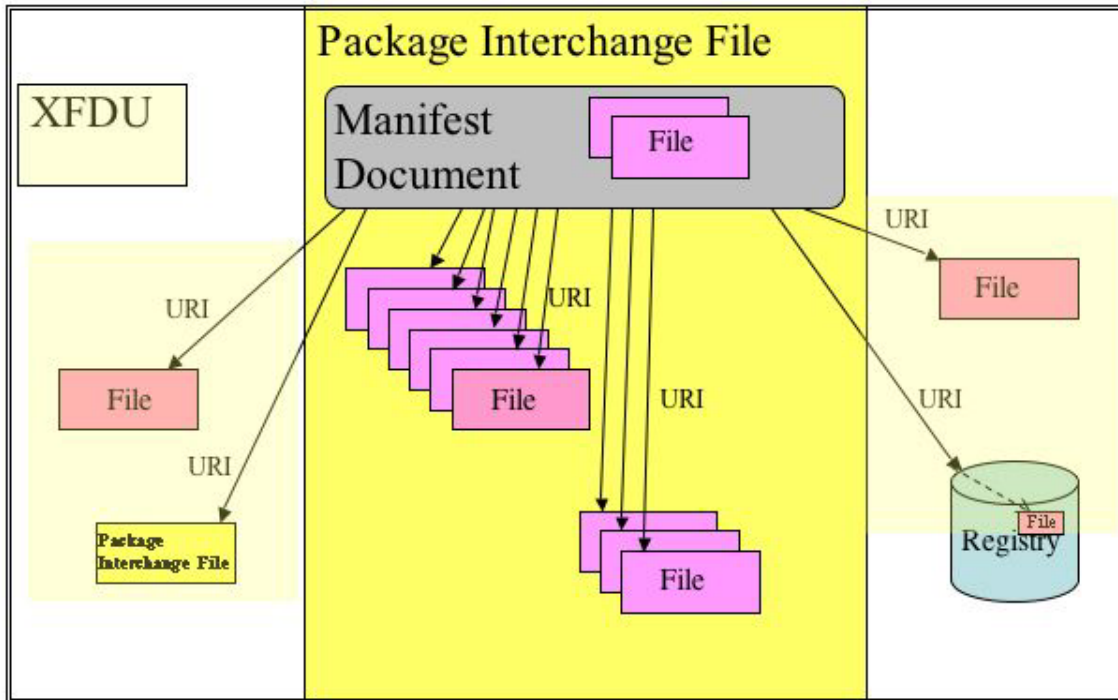 Package Interchange File
XFDU
Manifest
Document
File
URI
File
URI
URI
File
File
URI
URI
URI
Package
Interchange File
File
File
Registry